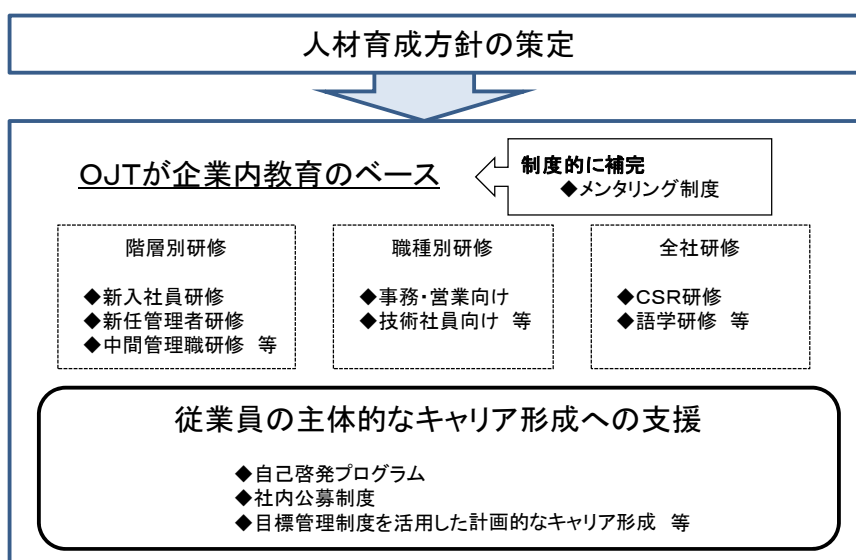 人材育成方針の策定
OJTが企業内教育のベース
制度的に補完
◆メンタリング制度
階層別研修
◆新入社員研修
◆新任管理者研修
◆中間管理職研修 等
職種別研修
◆事務・営業向け
◆技術社員向け 等
全社研修
◆CSR研修
◆語学研修 等
従業員の主体的なキャリア形成への支援
◆自己啓発プログラム
◆社内公募制度
◆目標管理制度を活用した計画的なキャリア形成 等